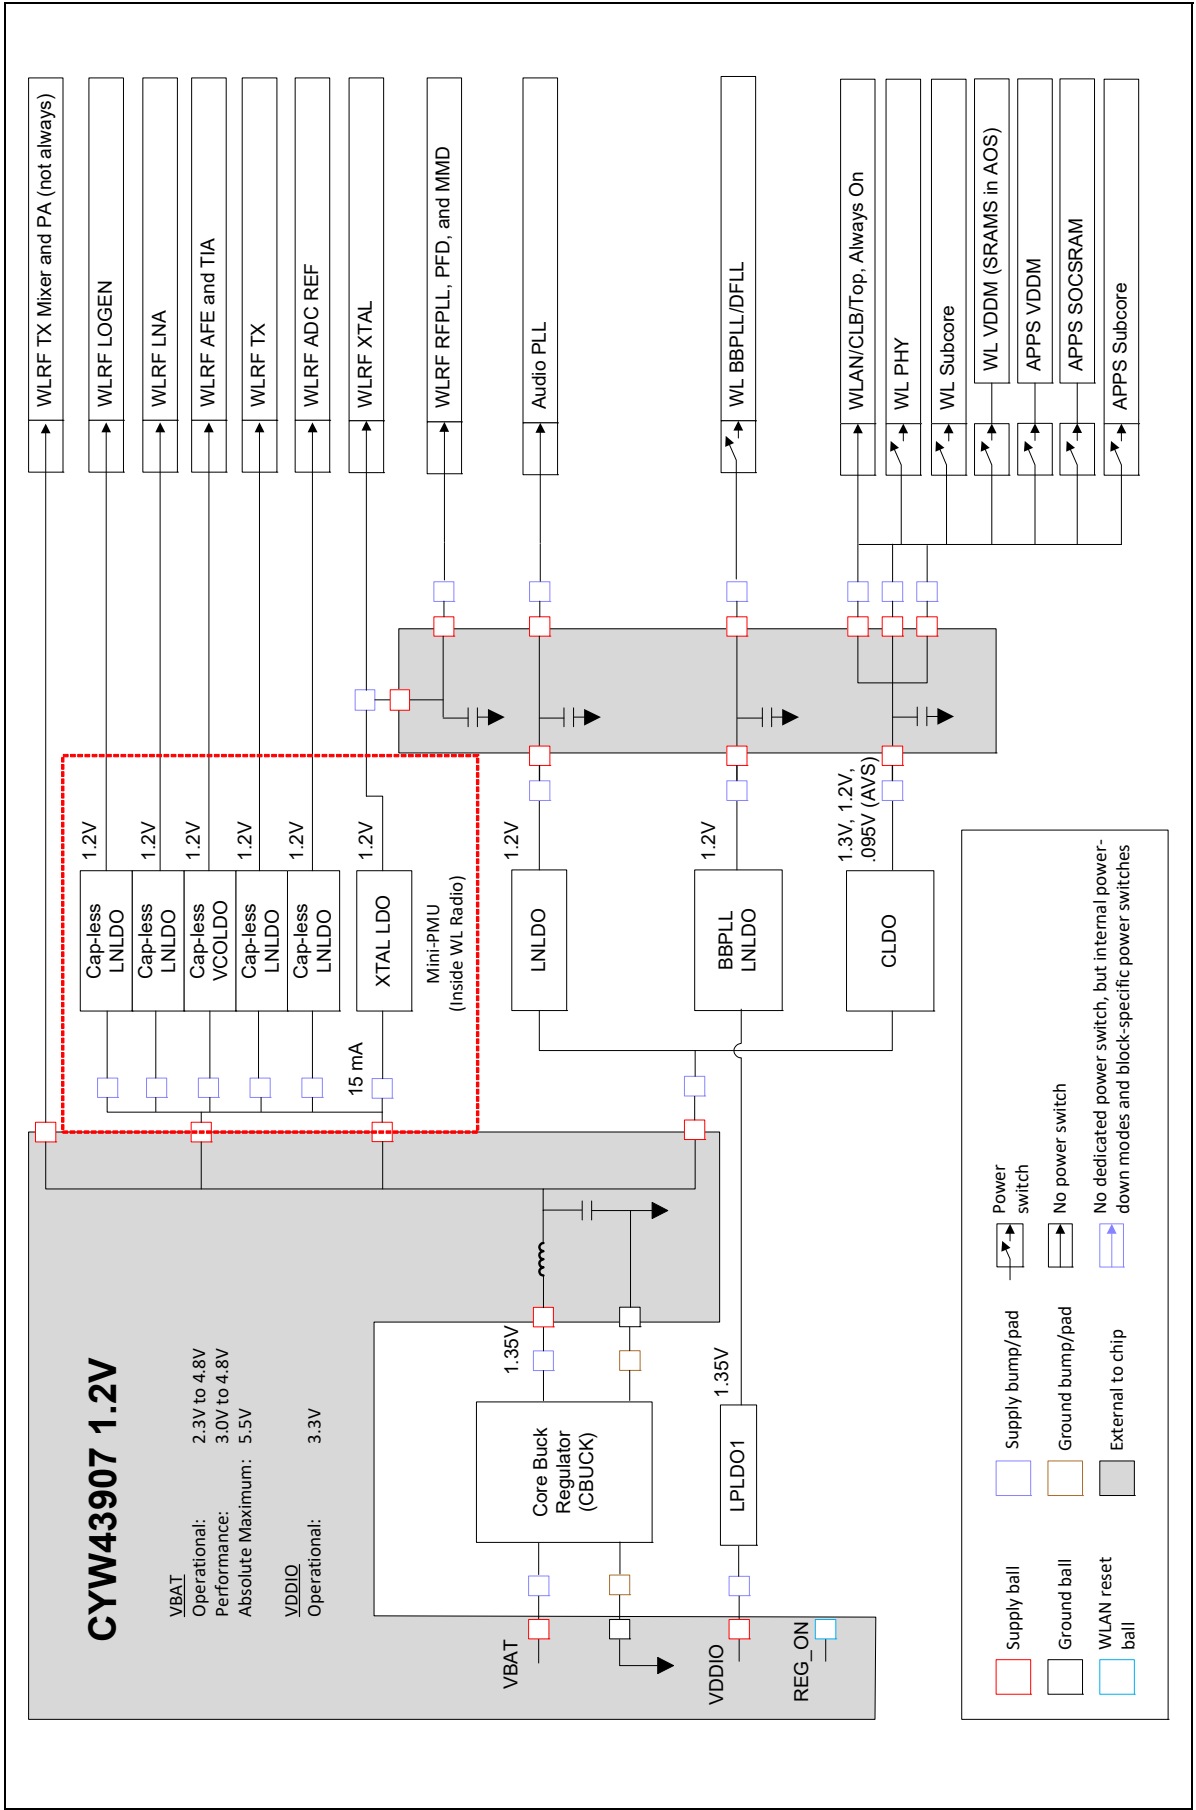 CYW43907 1.2V
VBAT
Operational: 2.3V to 4.8V
Performance: 3.0V to 4.8V
Absolute Maximum: 5.5V
VDDIO
Operational: 3.3V
VBAT
VDDIO
REG_ON
Core Buck
Regulator
(CBUCK)
LPLDO1
1.35V
1.35V
15 mA
Cap-less
LNLDO
Cap-less
LNLDO
Cap-less
VCOLDO
Cap-less
LNLDO
Cap-less
LNLDO
XTAL LDO
Mini-PMU
(Inside WL Radio)
LNLDO
BBPLL
LNLDO
CLDO
1.2V
1.2V
1.2V
1.2V
1.2V
1.2V
1.2V
1.2V
1.3V, 1.2V,
.095V (AVS)
WLRF TX Mixer and PA (not always)
WLRF LOGEN
WLRF LNA
WLRF AFE and TIA
WLRF TX
WLRF ADC REF
WLRF XTAL
WLRF RFPLL, PFD, and MMD
Audio PLL
WL BBPLL/DFLL
WLAN/CLB/Top, Always On
WL PHY
WL Subcore
WL VDDM (SRAMS in AOS)
APPS VDDM
APPS SOCSRAM
APPS Subcore
Supply ball
Ground ball
WLAN reset
ball
Supply bump/pad
Ground bump/pad
External to chip
Power
switch
No power switch
No dedicated power switch, but internal power-
down modes and block-specific power switches